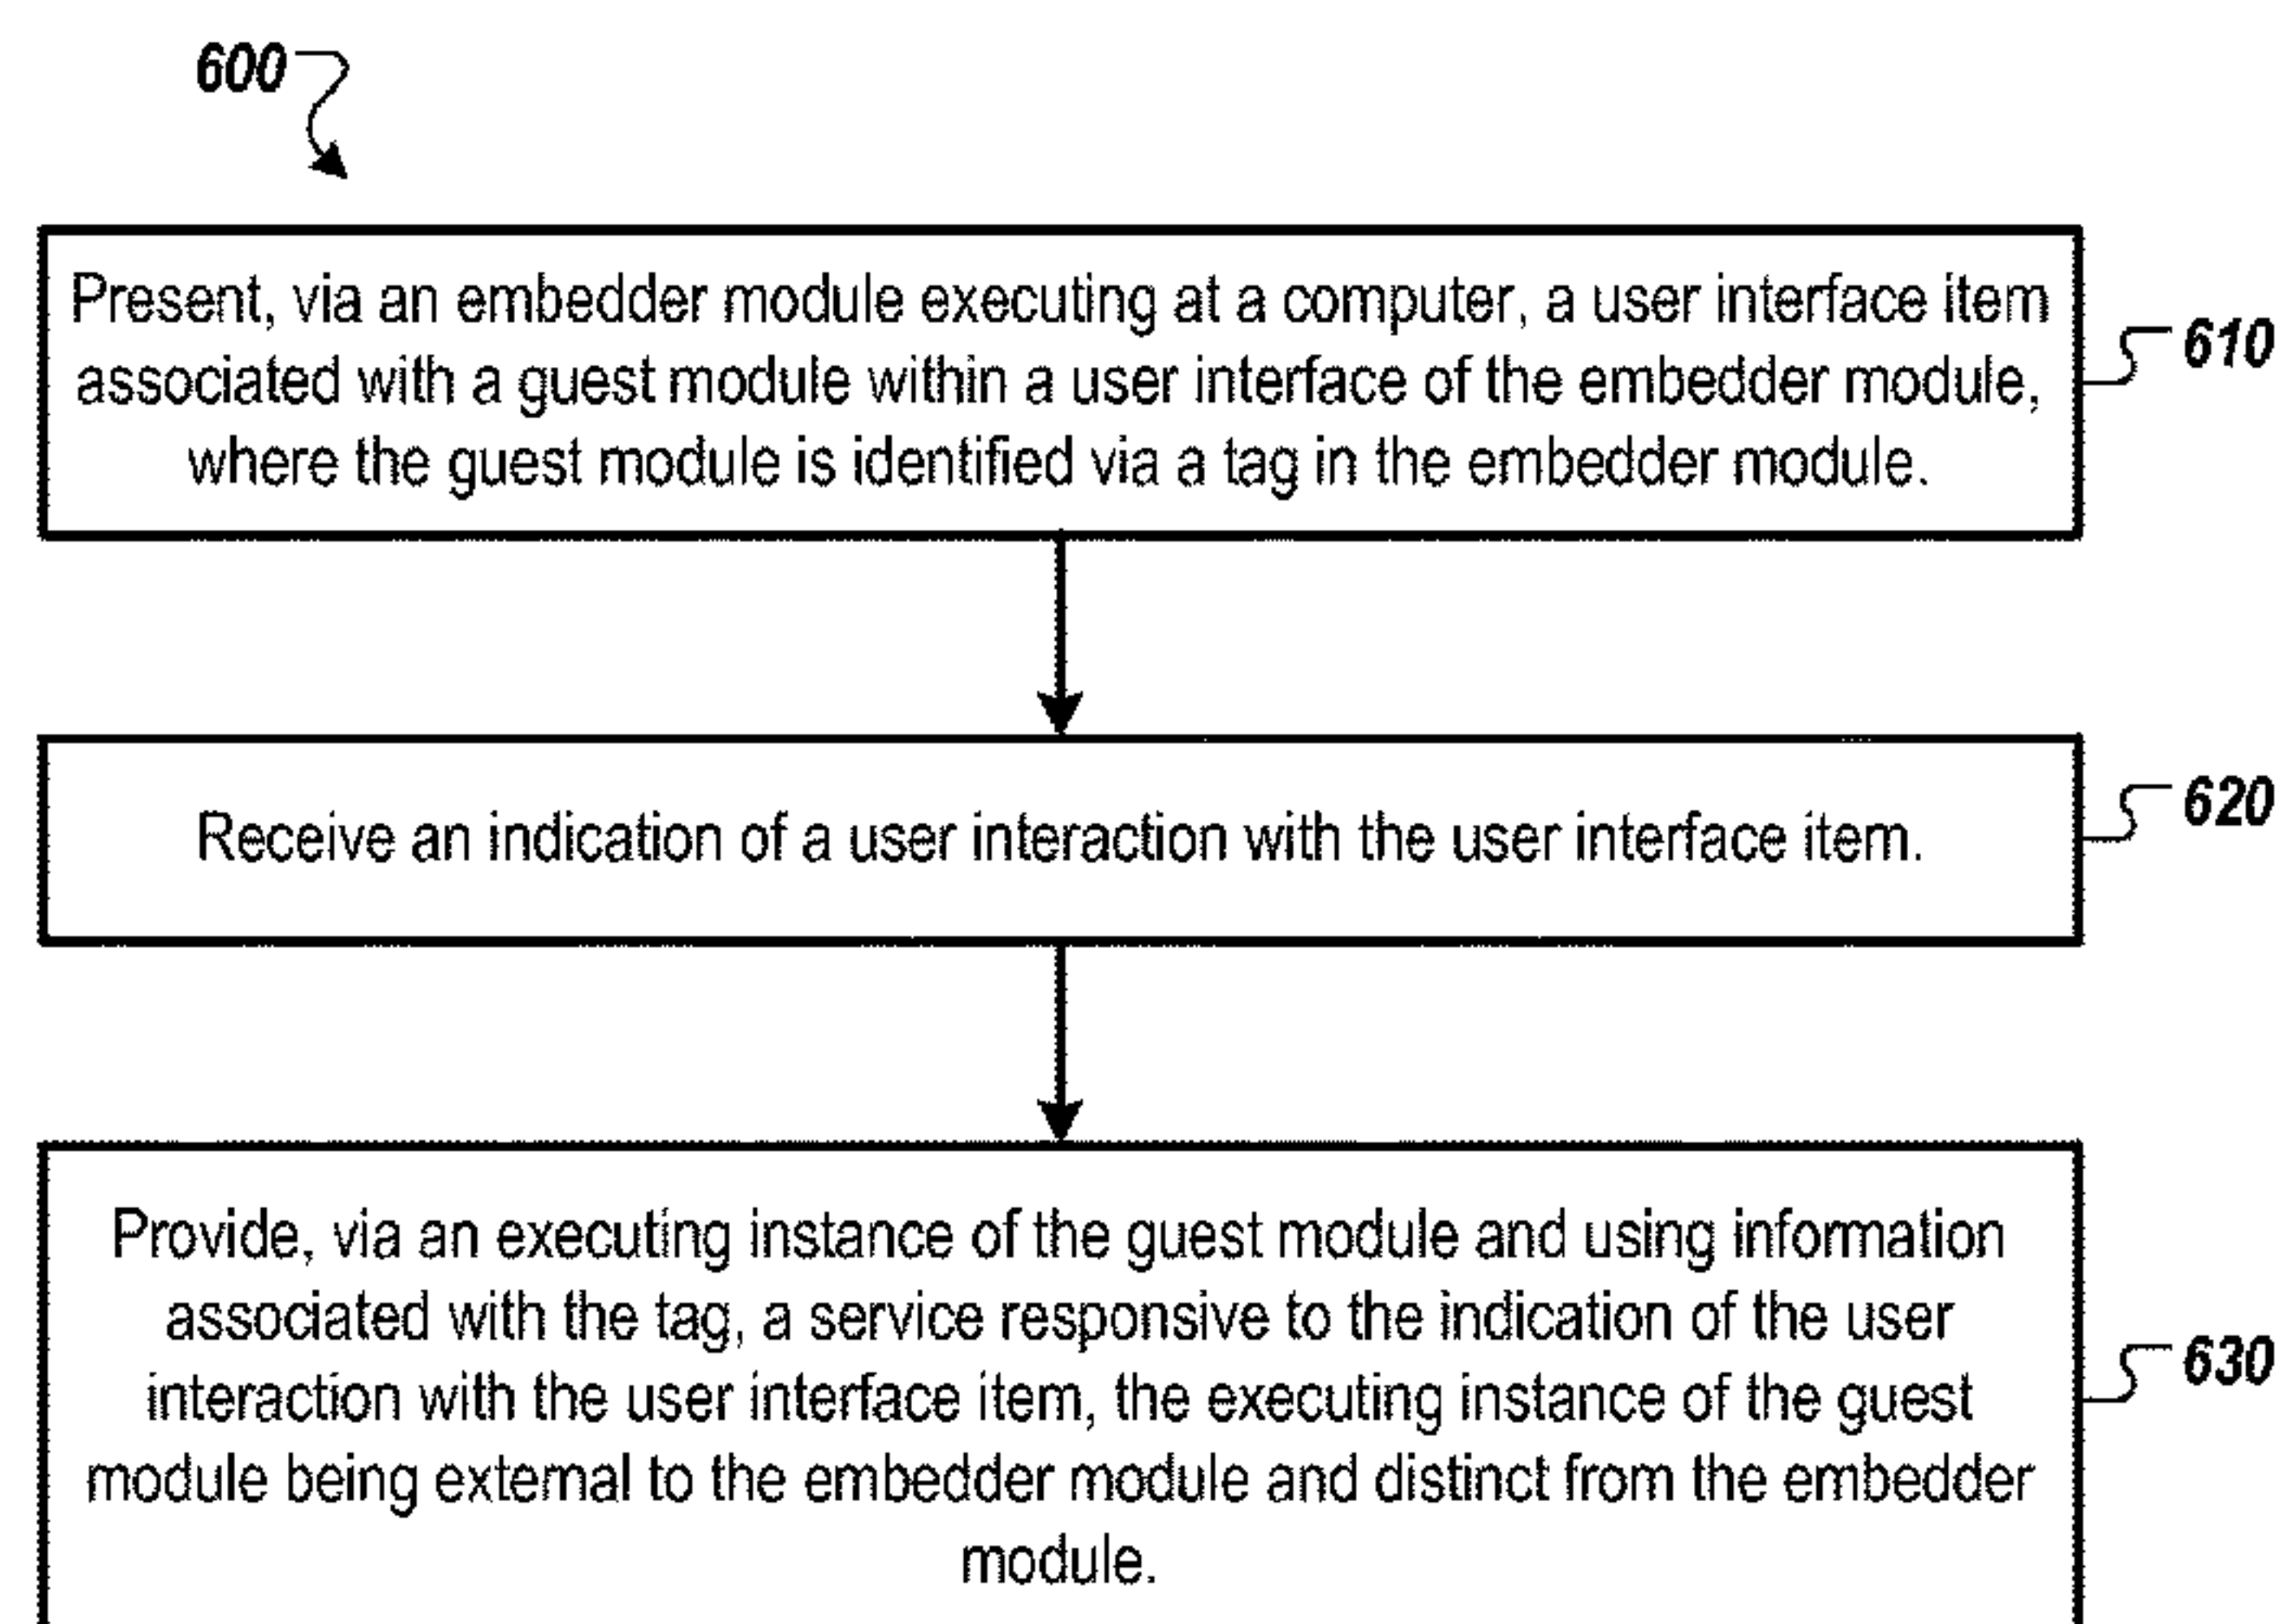 600
Present, via an embedder module executing at a computer, a user interface item
associated with a guest module within a user interface of the embedder module,
where the guest module is identified via a tag in the embedder module.
610
Receive an indication of a user interaction with the user interface item.
620
Provide, via an executing instance of the guest module and using information
associated with the tag, a service responsive to the indication of the user
interaction with the user interface item, the executing instance of the guest
module being external to the embedder module and distinct from the embedder
module.
630